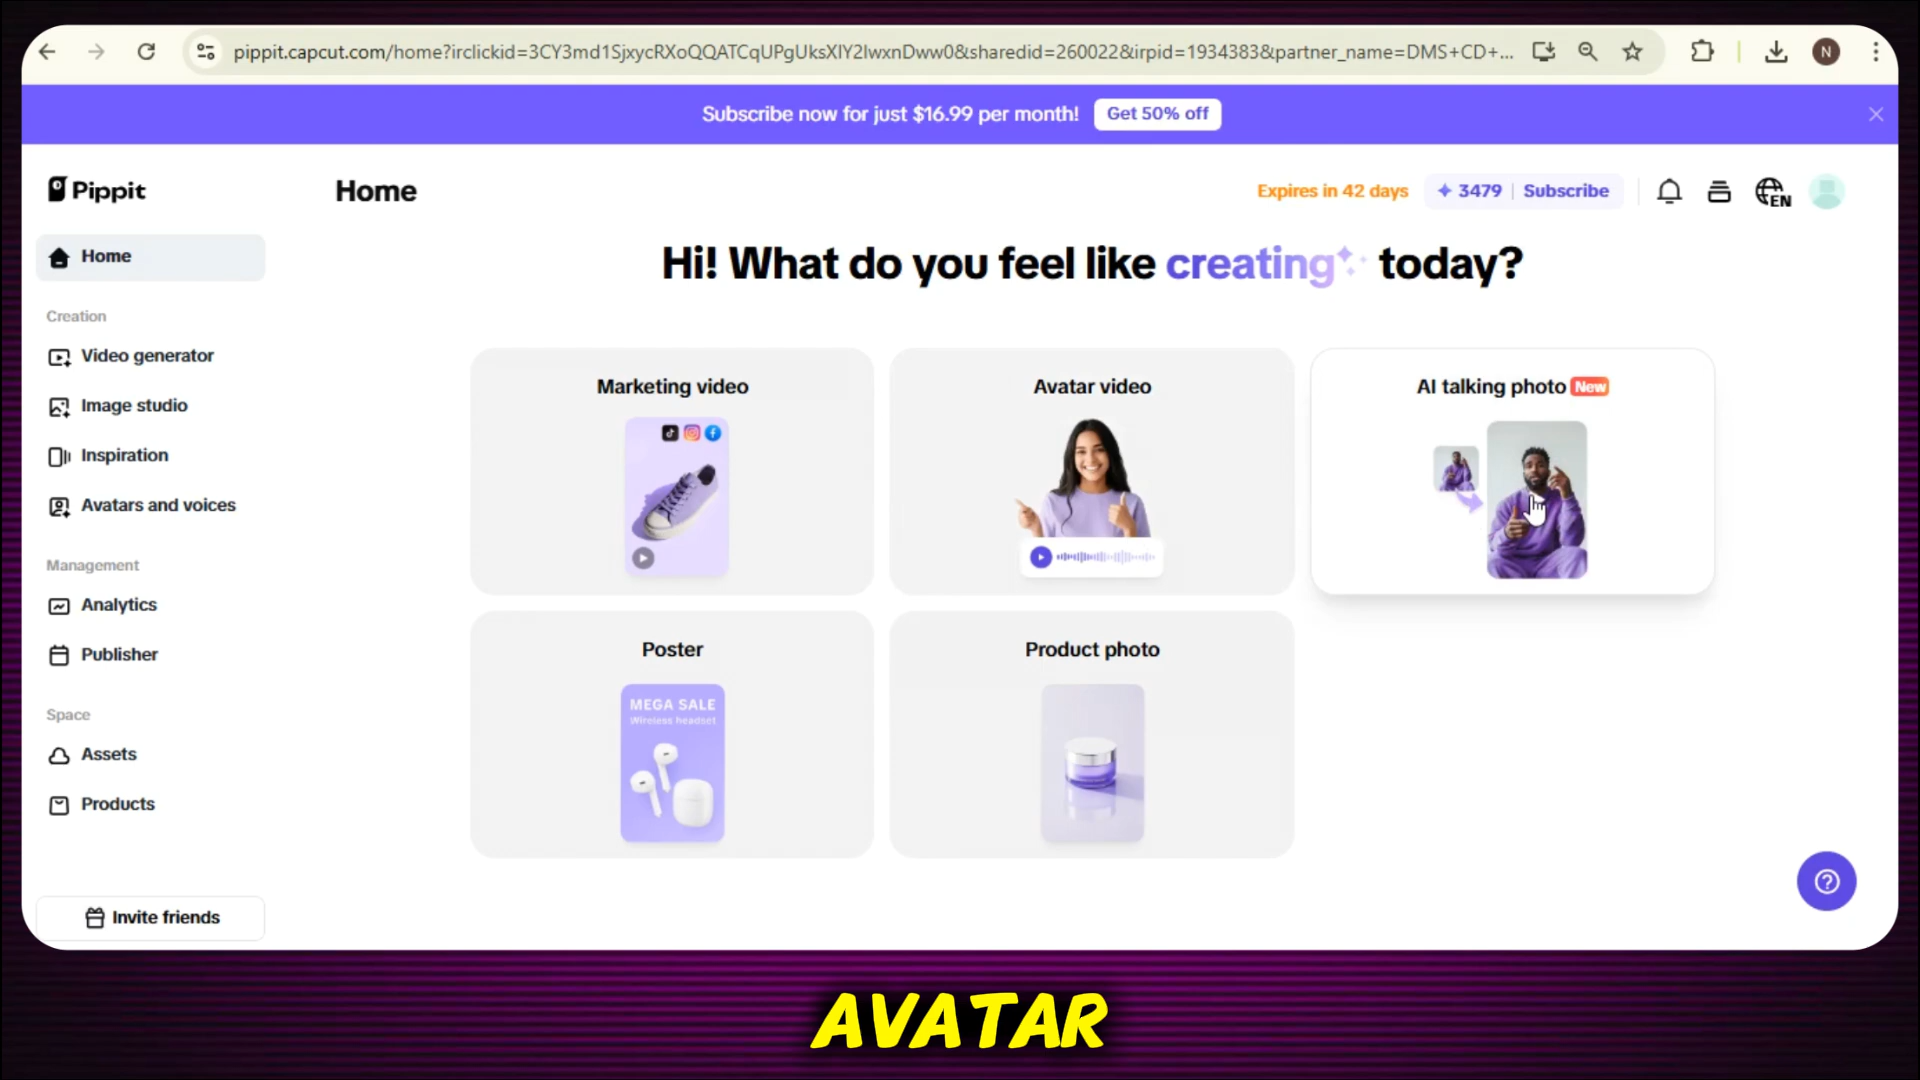 pippit.capcut.com/home?irclickid=3CY3md1SjxycRXoQQATCqUPgUksXIY2IwxnDww0&sharedid=260022&irpid=1934383&partner_name=DMS+CD+...
N
Subscribe now for just $16.99 per month! Get 50% off
Pippit
Home
Expires in 42 days
3479 | Subscribe
EN
Hi! What do you feel like creating today?
Home
Creation
Video generator
Image studio
Inspiration
Avatars and voices
Management
Analytics
Publisher
Space
Assets
Products
Invite friends
Marketing video
Avatar video
AI talking photo New
Poster
MEGA SALE
Wireless headset
Product photo
AVATAR